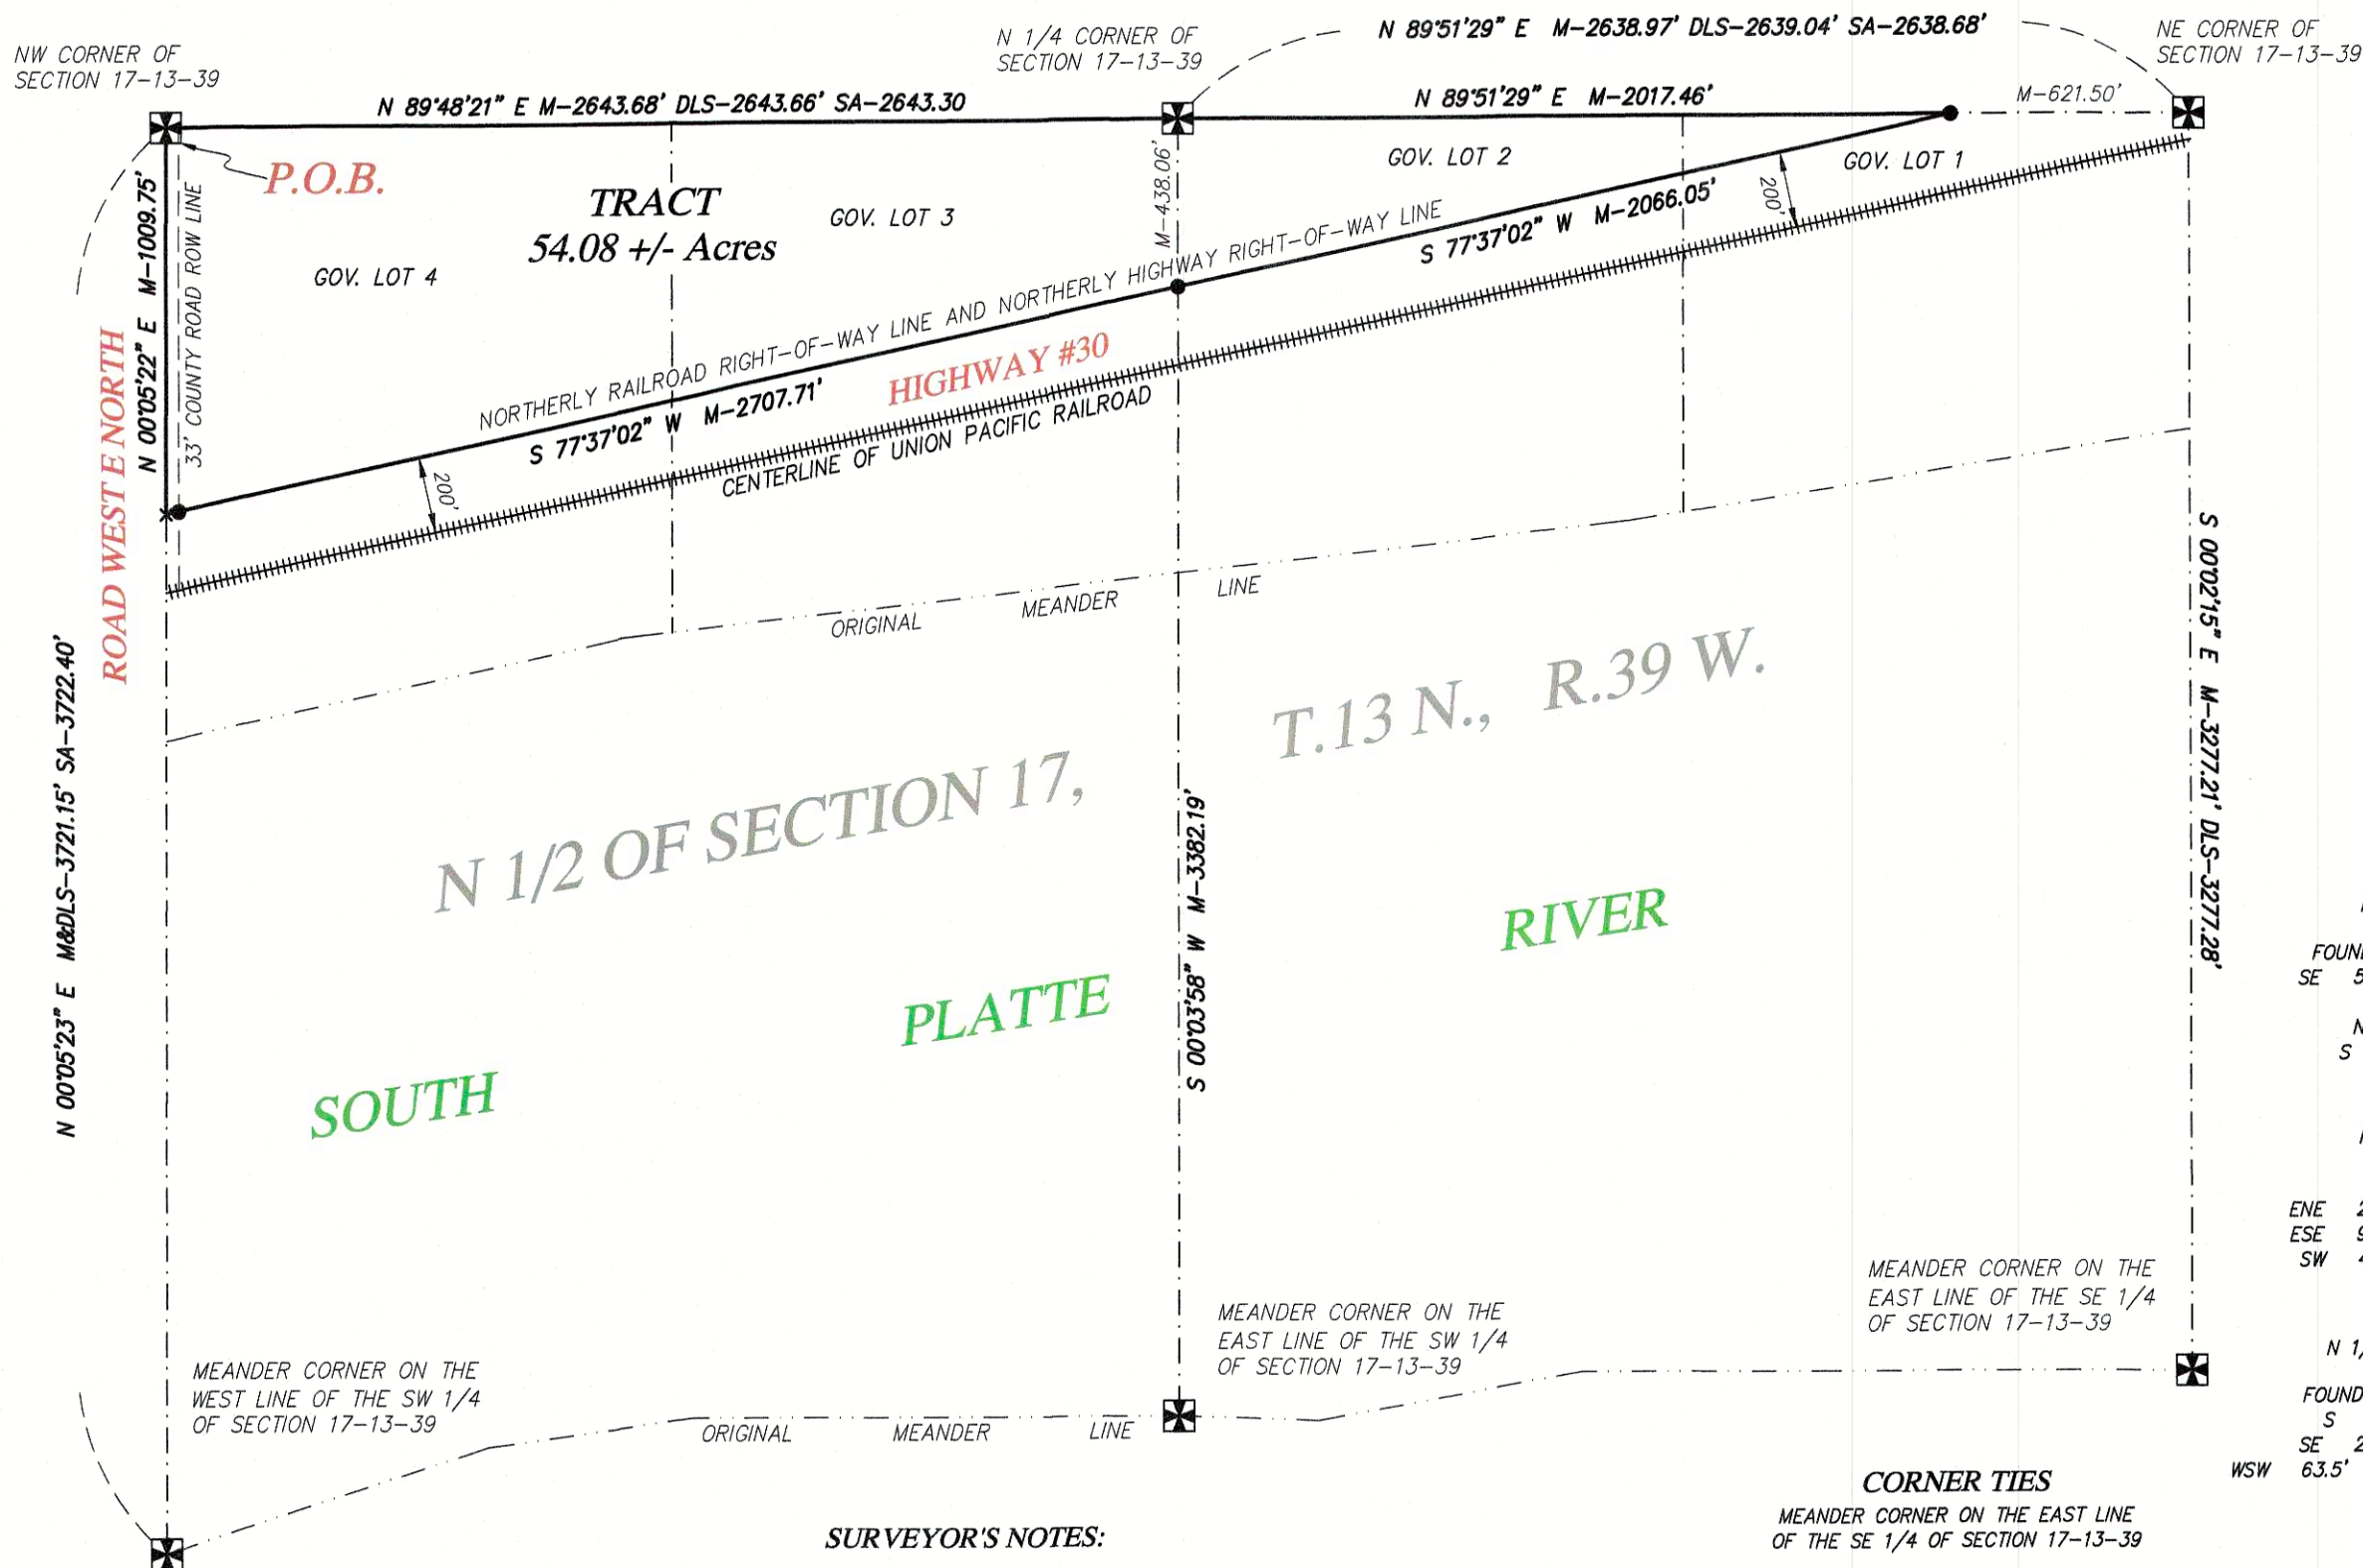 NW CORNER OF
SECTION 17-13-39
N 1/4 CORNER OF
SECTION 17-13-39
N 89°51'29" E M-2638.97' DLS-2639.04' SA-2638.68'
NE CORNER OF
SECTION 17-13-39
N 89°48'21" E M-2643.68' DLS-2643.66' SA-2643.30
N 89°51'29" E M-2017.46'
M-621.50'
P.O.B.
TRACT
54.08 +/- Acres
GOV. LOT 4
GOV. LOT 3
GOV. LOT 2
GOV. LOT 1
M-438.06'
N 00°05'22" E M-1009.75'
33' COUNTY ROAD ROW LINE
ROAD WEST E NORTH
NORTHERLY RAILROAD RIGHT-OF-WAY LINE AND NORTHERLY HIGHWAY RIGHT-OF-WAY LINE
S 77°37'02" W M-2066.05'
200'
S 77°37'02" W M-2707.71'
HIGHWAY #30
CENTERLINE OF UNION PACIFIC RAILROAD
200'
ORIGINAL MEANDER LINE
N 00°05'23" E M&DLS-3721.15' SA-3722.40'
S 00°02'15" E M-3277.21' DLS-3277.28'
N 1/2 OF SECTION 17, T.13 N., R.39 W.
S 00°03'58" W M-3382.19'
SOUTH PLATTE RIVER
FOUN
SE 5
S
ENE 2
ESE 9
SW 4
MEANDER CORNER ON THE
WEST LINE OF THE SW 1/4
OF SECTION 17-13-39
MEANDER CORNER ON THE
EAST LINE OF THE SW 1/4
OF SECTION 17-13-39
MEANDER CORNER ON THE
EAST LINE OF THE SE 1/4
OF SECTION 17-13-39
N 1/
FOUND
S
SE 2
WSW 63.5'
ORIGINAL MEANDER LINE
SURVEYOR'S NOTES:
CORNER TIES
MEANDER CORNER ON THE EAST LINE
OF THE SE 1/4 OF SECTION 17-13-39